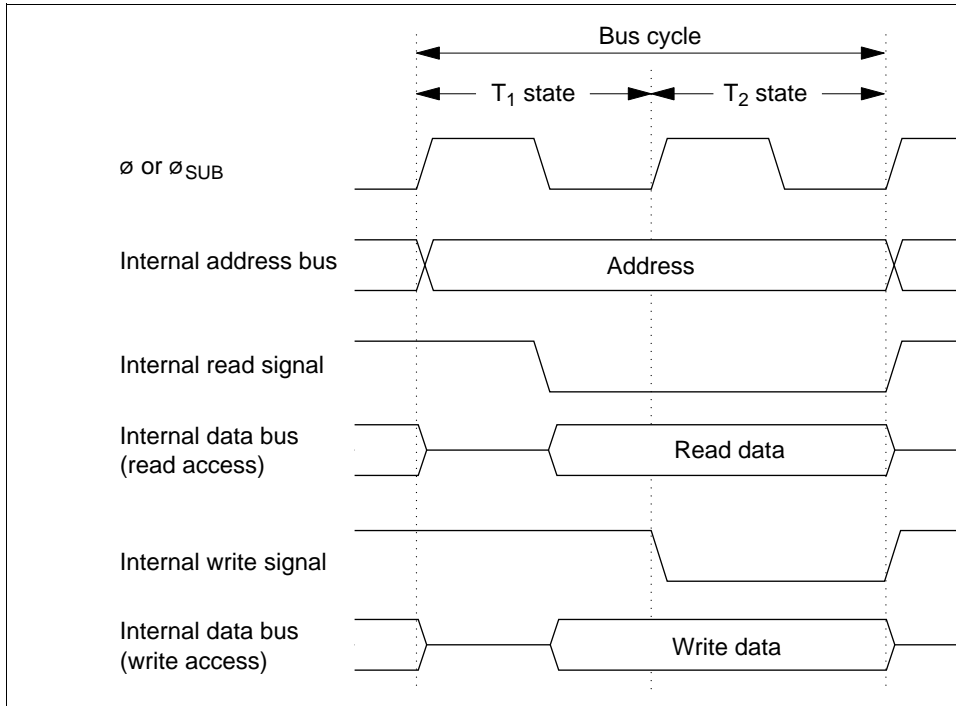 Bus cycle
T₁ state
T₂ state
ø or ø_SUB
Internal address bus
Address
Internal read signal
Internal data bus
(read access)
Read data
Internal write signal
Internal data bus
(write access)
Write data